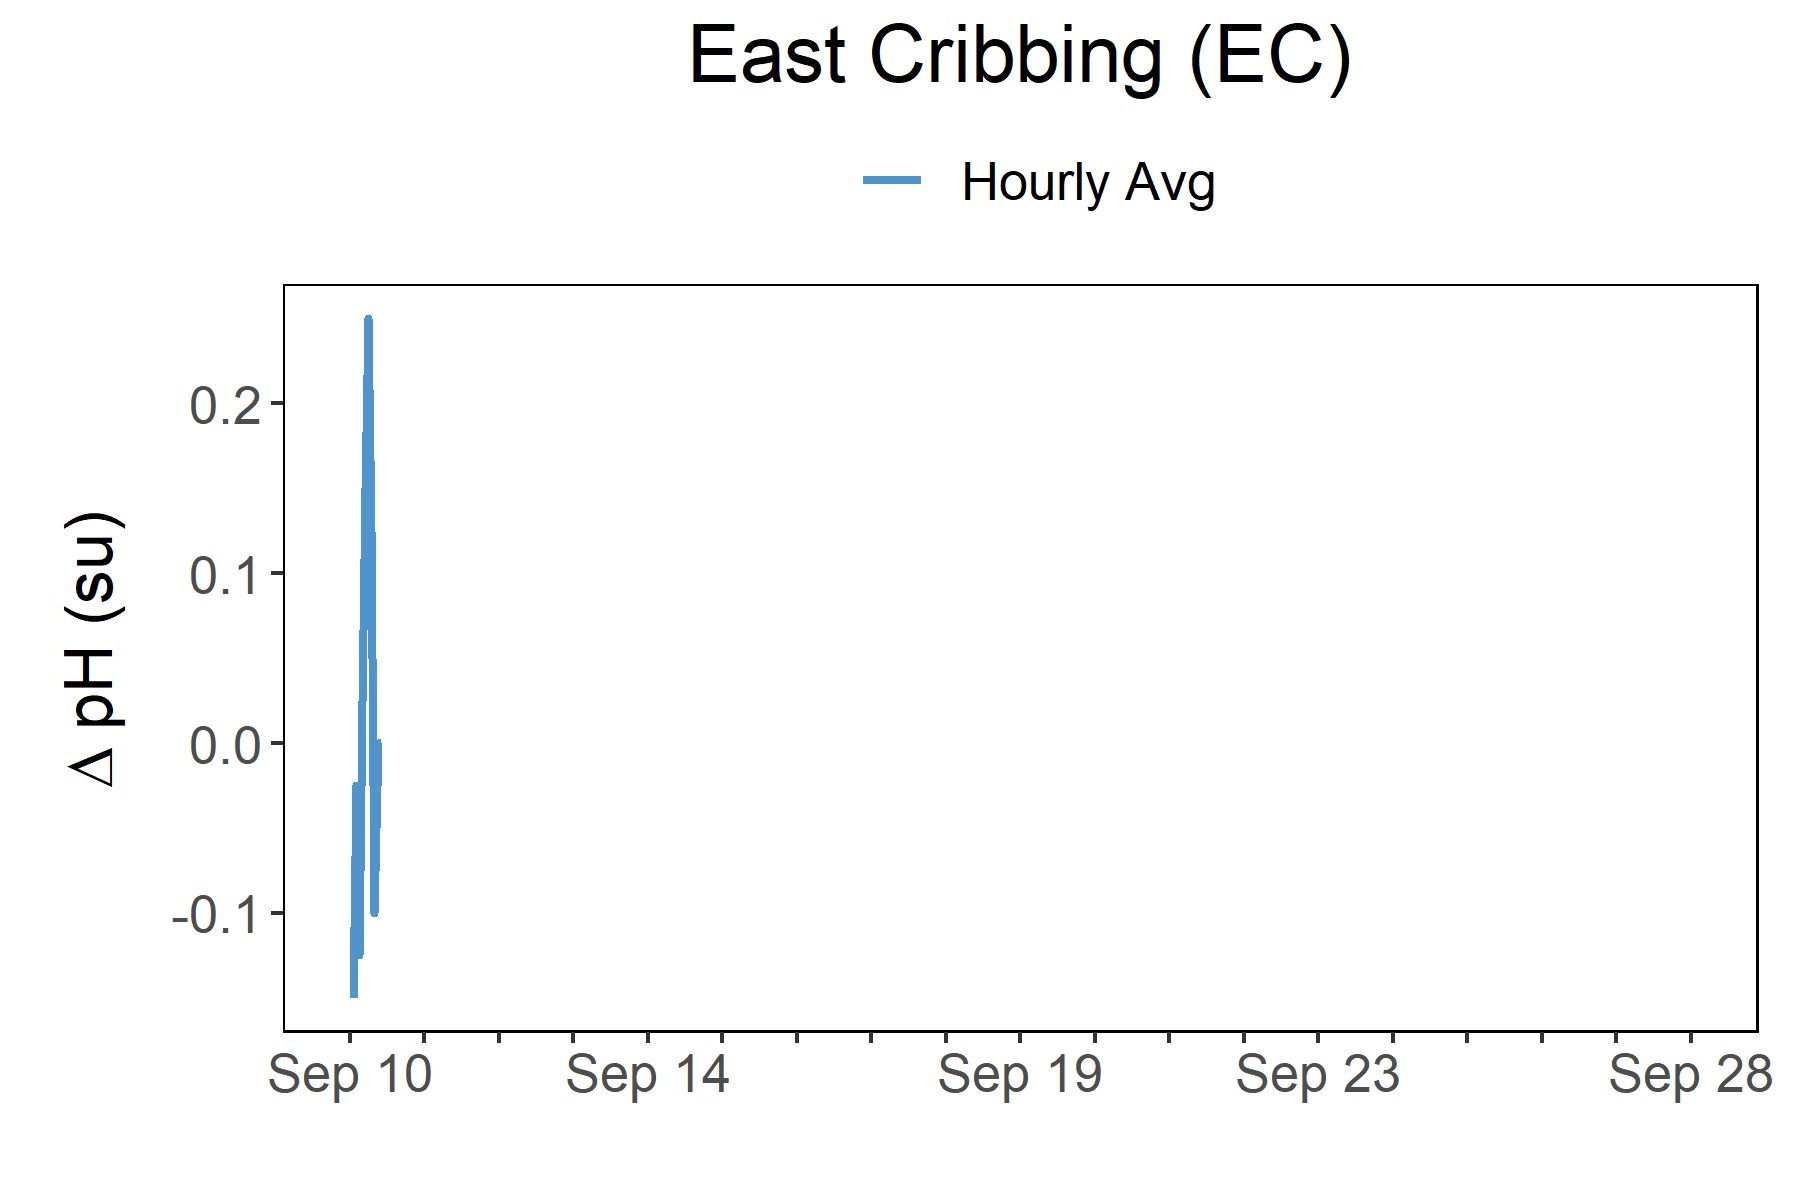 East Cribbing (EC)
Hourly Avg
Δ pH (su)
0.2
0.1
0.0
-0.1
Sep 10 Sep 14 Sep 19 Sep 23 Sep 28